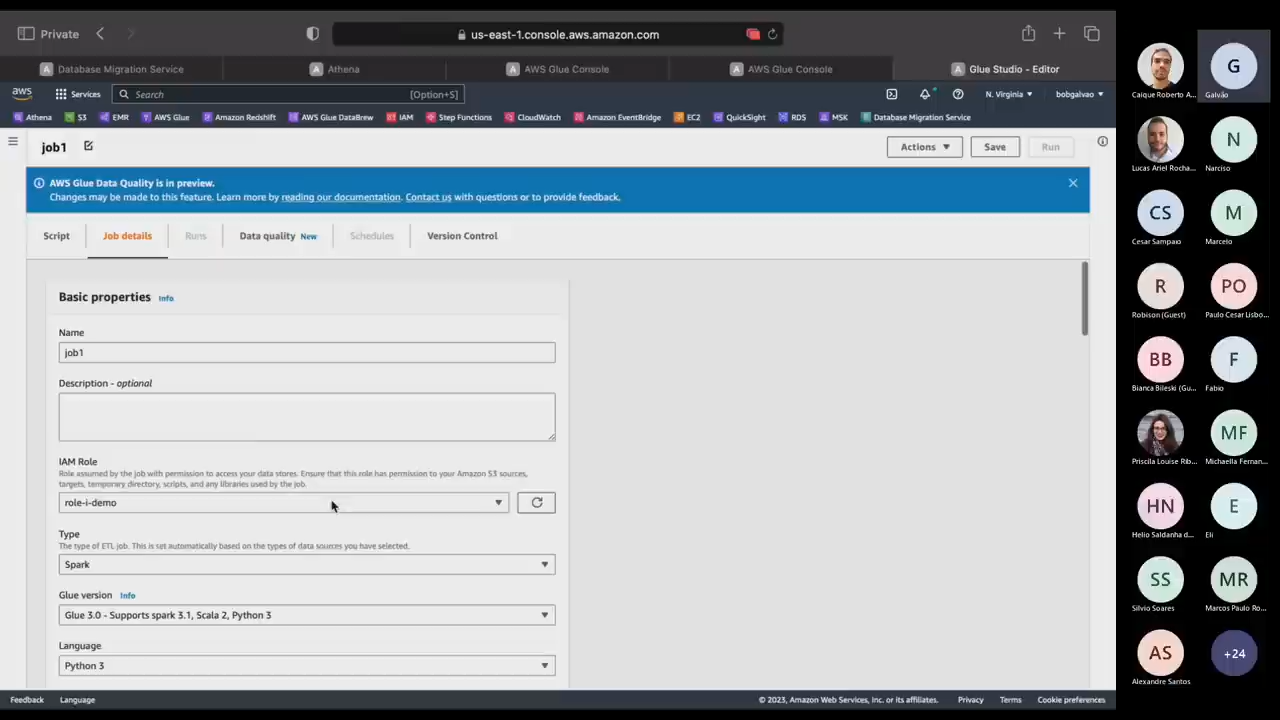 Private
us-east-1.console.aws.amazon.com
Database Migration Service
Athena
AWS Glue Console
AWS Glue Console
Glue Studio - Editor
aws
Services
Search
[Option+S]
N. Virginia
bobgalvao
Athena
S3
EMR
AWS Glue
Amazon Redshift
AWS Glue DataBrew
IAM
Step Functions
CloudWatch
Amazon EventBridge
EC2
QuickSight
RDS
MSK
Database Migration Service
job1
Actions
Save
Run
AWS Glue Data Quality is in preview.
Changes may be made to this feature. Learn more by reading our documentation. Contact us with questions or to provide feedback.
Script
Job details
Runs
Data quality New
Schedules
Version Control
Basic properties Info
Name
job1
Description - optional
IAM Role
Role assumed by the job with permission to access your data stores. Ensure that this role has permission to your Amazon S3 sources,
targets, temporary directory, scripts, and any libraries used by the job.
role-i-demo
Type
The type of ETL job. This is set automatically based on the types of data sources you have selected.
Spark
Glue version Info
Glue 3.0 - Supports spark 3.1, Scala 2, Python 3
Language
Python 3
Feedback
Language
© 2023, Amazon Web Services, Inc. or its affiliates.
Privacy
Terms
Cookie preferences
Caique Roberto A...
G
Galvão
Lucas Ariel Rocha...
N
Narciso
CS
Cesar Sampaio
M
Marcelo
R
Robison (Guest)
PO
Paulo Cesar Lisbo...
BB
Bianca Bileski (Gu...
F
Fabio
Priscila Louise Rib...
MF
Michaella Fernan...
HN
Helio Saldanha d...
E
Eli
SS
Silvio Soares
MR
Marcos Paulo Ro...
AS
Alexandre Santos
+24